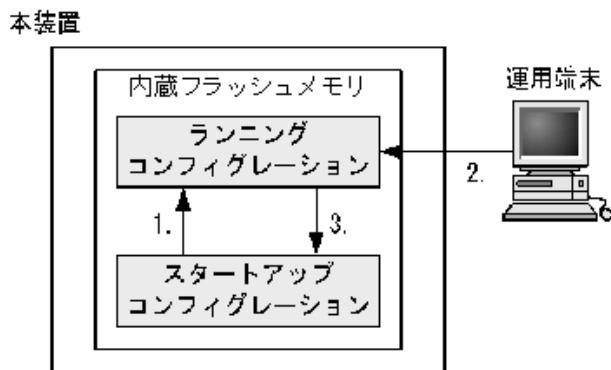 本装置
内蔵フラッシュメモリ
運用端末
ランニング
コンフィグレーション
2.
1.
3.
スタートアップ
コンフィグレーション